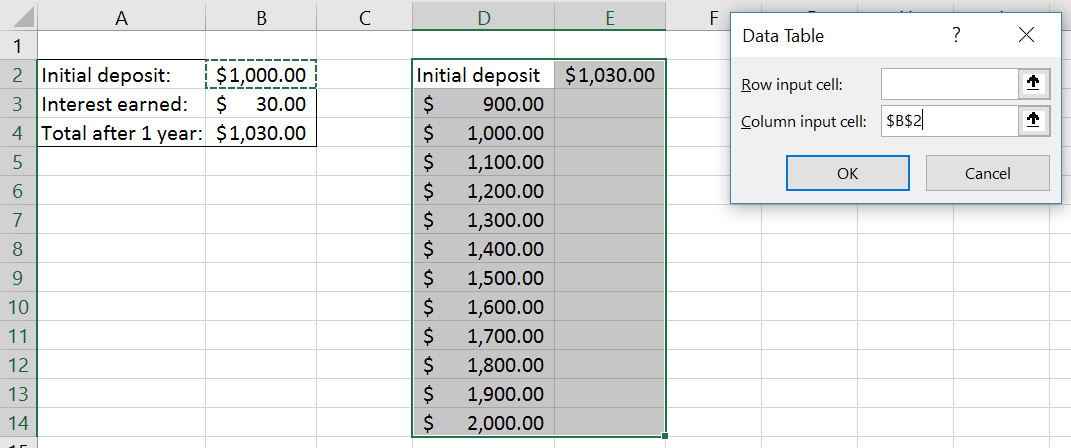 A B C D E F
Data Table ? ×
1
2 Initial deposit: $1,000.00 Initial deposit $1,030.00
Row input cell:
3 Interest earned: $ 30.00 $ 900.00
Column input cell: $B$2
4 Total after 1 year: $1,030.00 $ 1,000.00
5 $ 1,100.00
OK Cancel
6 $ 1,200.00
7 $ 1,300.00
8 $ 1,400.00
9 $ 1,500.00
10 $ 1,600.00
11 $ 1,700.00
12 $ 1,800.00
13 $ 1,900.00
14 $ 2,000.00